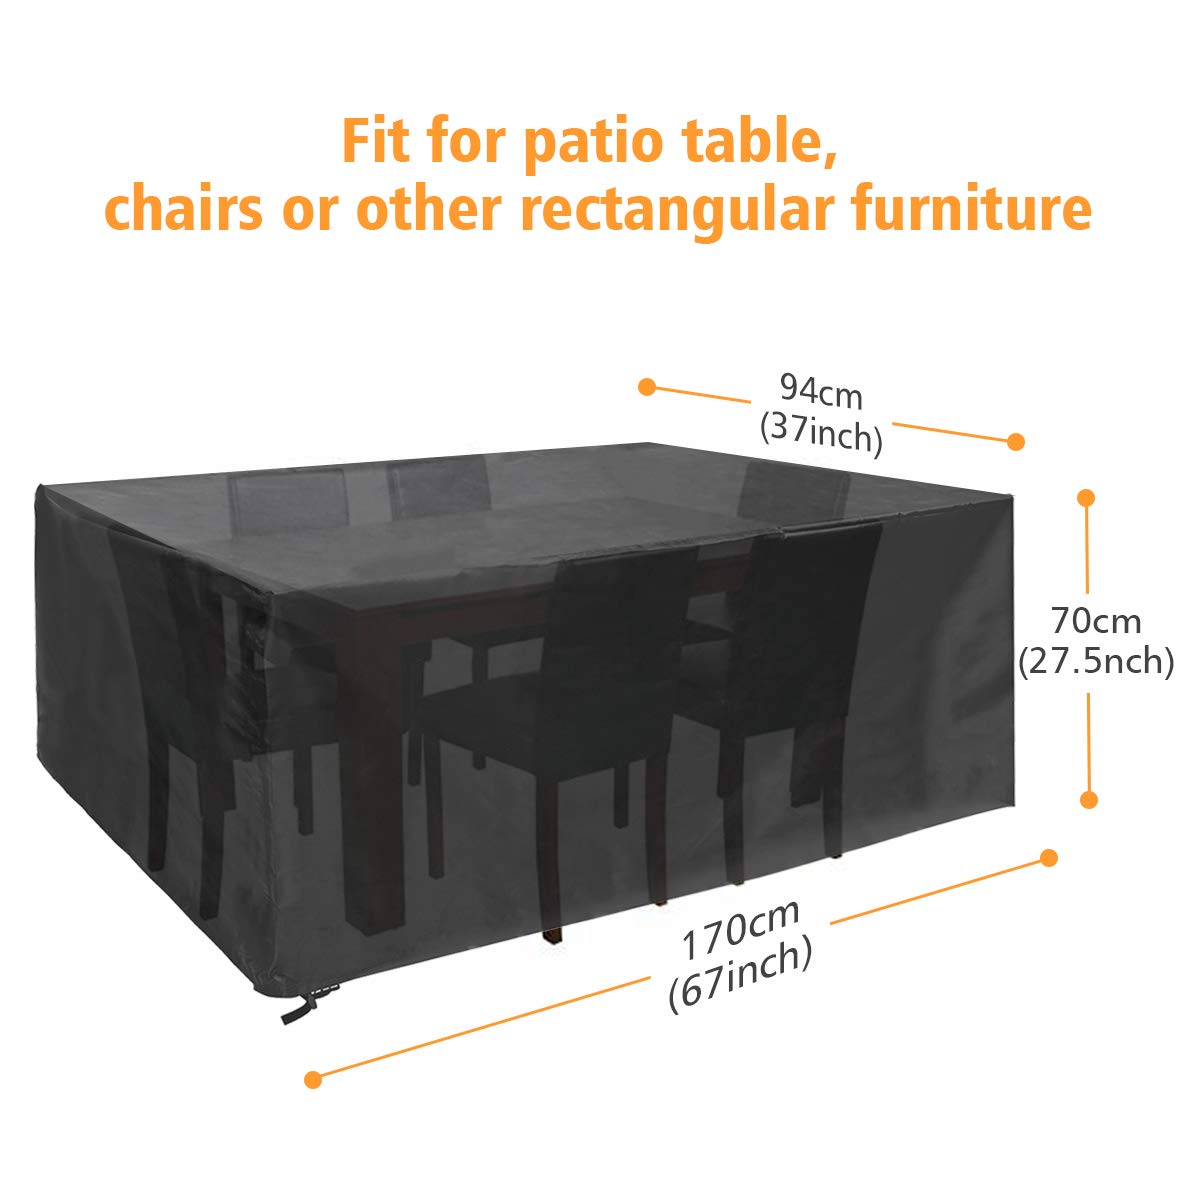 Fit for patio table,
chairs or other rectangular furniture
94cm
(37inch)
70cm
(27.5nch)
170cm
(67inch)